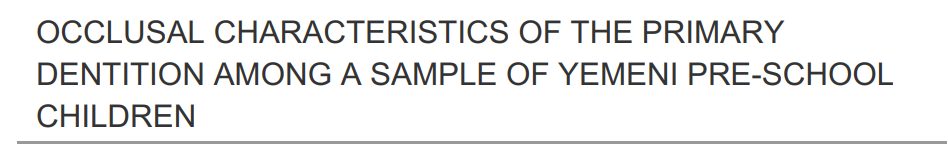 OCCLUSAL CHARACTERISTICS OF THE PRIMARY
DENTITION AMONG A SAMPLE OF YEMENI PRE-SCHOOL
CHILDREN